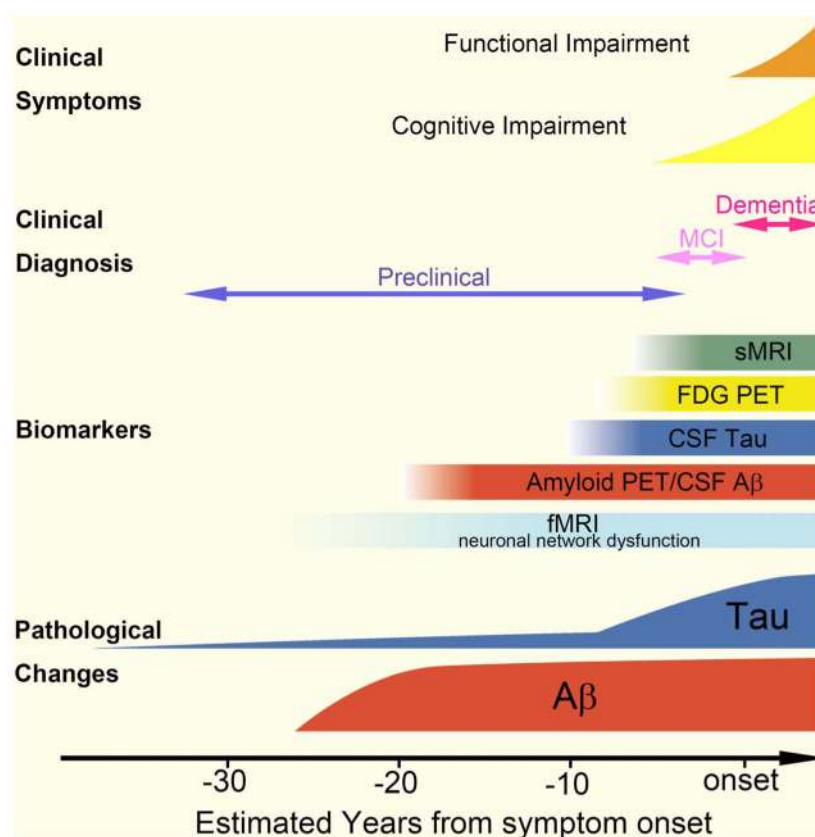 Functional Impairment
Clinical
Symptoms
Cognitive Impairment
Clinical
Diagnosis
Dementia
MCI
Preclinical
Biomarkers
sMRI
FDG PET
CSF Tau
Amyloid PET/CSF Aβ
fMRI
neuronal network dysfunction
Pathological
Changes
Tau
Aβ
-30 -20 -10 onset
Estimated Years from symptom onset